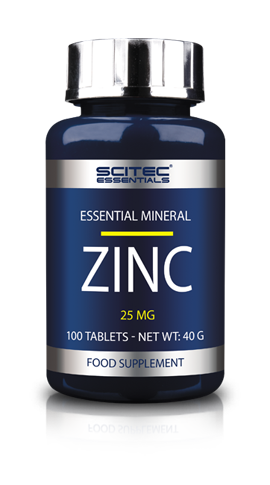 SCITEC®
ESSENTIALS
ESSENTIAL MINERAL
ZINC
25 MG
100 TABLETS - NET WT: 40 G
FOOD SUPPLEMENT